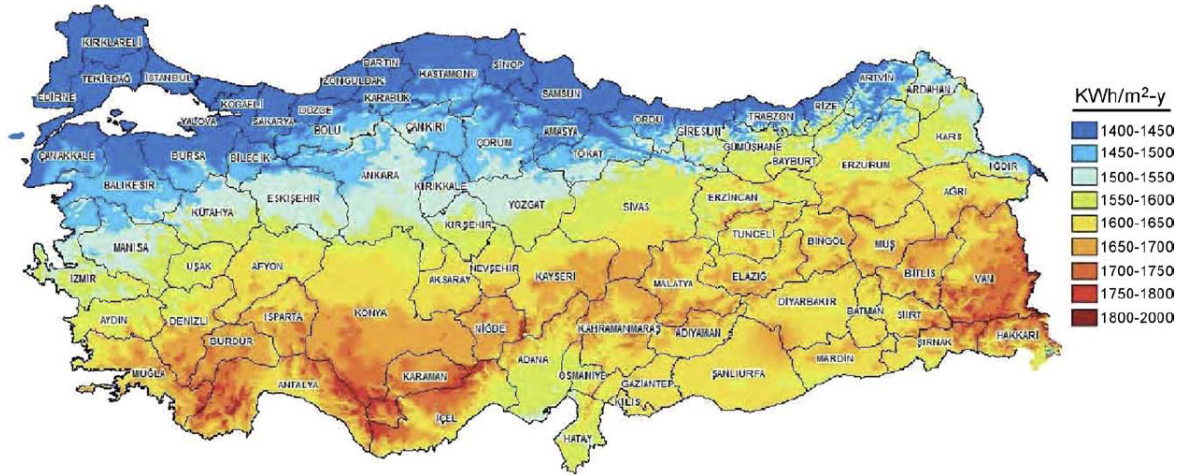 KIRKLARELİ
TEKİRDAĞ
İSTANBUL
EDİRNE
KOCAELİ
YALOVA
SAKARYA
DÜZCE
ZONGULDAK
BARTIN
KARABÜK
KASTAMONU
SİNOP
SAMSUN
ORDU
GİRESUN
TRABZON
RİZE
ARTVİN
ARDAHAN
KARS
IĞDIR
ÇANAKKALE
BURSA
BİLECİK
BOLU
ÇANKIRI
ÇORUM
AMASYA
TOKAT
GÜMÜŞHANE
BAYBURT
ERZURUM
AĞRI
BALIKESİR
KÜTAHYA
ESKİŞEHİR
ANKARA
KIRIKKALE
YOZGAT
SİVAS
ERZİNCAN
TUNCELİ
BİNGÖL
MUŞ
MANİSA
UŞAK
AFYON
KIRŞEHİR
NEVŞEHİR
AKSARAY
KAYSERİ
MALATYA
ELAZIĞ
BİTLİS
VAN
İZMİR
AYDIN
DENİZLİ
ISPARTA
BURDUR
KONYA
NİĞDE
KAHRAMANMARAŞ
ADIYAMAN
DİYARBAKIR
BATMAN
SİİRT
ŞIRNAK
HAKKARİ
MUĞLA
ANTALYA
KARAMAN
İÇEL
ADANA
OSMANİYE
GAZİANTEP
KİLİS
ŞANLIURFA
MARDİN
HATAY
KWh/m²-y
1400-1450
1450-1500
1500-1550
1550-1600
1600-1650
1650-1700
1700-1750
1750-1800
1800-2000